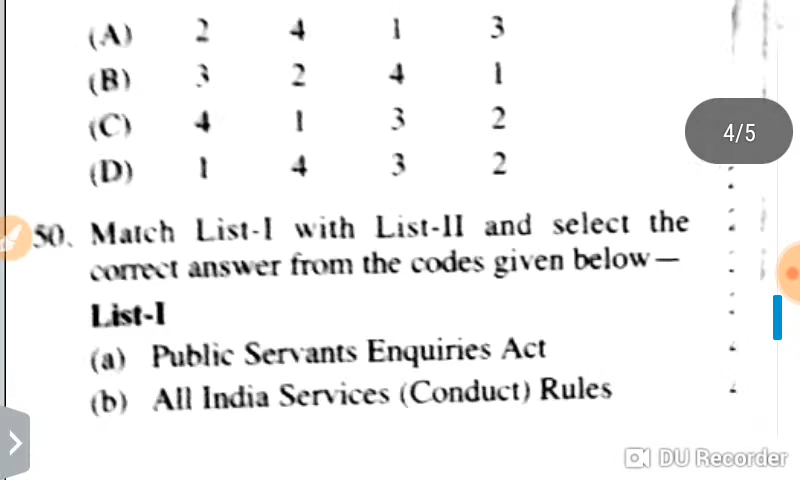 (A) 2 4 1 3
(B) 3 2 4 1
(C) 4 1 3 2
(D) 1 4 3 2
4/5
50. Match List-I with List-II and select the
correct answer from the codes given below—
List-I
(a) Public Servants Enquiries Act
(b) All India Services (Conduct) Rules
DU Recorder